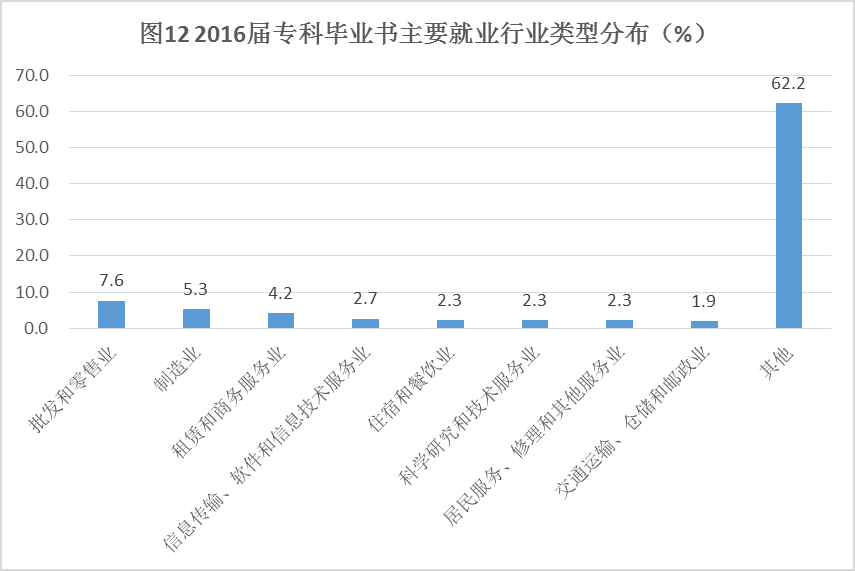 图12 2016届专科毕业书主要就业行业类型分布（%）
70.0
60.0
50.0
40.0
30.0
20.0
10.0
0.0
7.6
5.3
4.2
2.7
2.3
2.3
2.3
1.9
62.2
批发和零售业
制造业
租赁和商务服务业
信息传输、软件和信息技术服务业
住宿和餐饮业
科学研究和技术服务业
居民服务、修理和其他服务业
交通运输、仓储和邮政业
其他